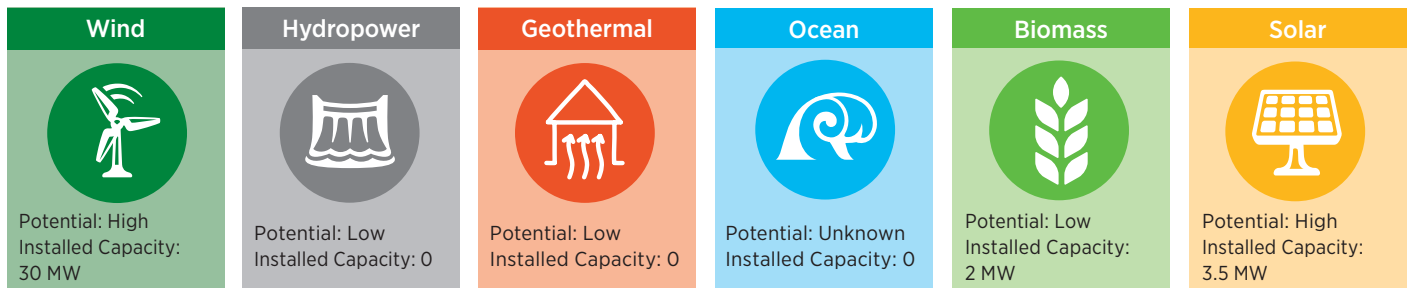 Wind
Potential: High
Installed Capacity:
30 MW
Hydropower
Potential: Low
Installed Capacity: 0
Geothermal
Potential: Low
Installed Capacity: 0
Ocean
Potential: Unknown
Installed Capacity: 0
Biomass
Potential: Low
Installed Capacity:
2 MW
Solar
Potential: High
Installed Capacity:
3.5 MW